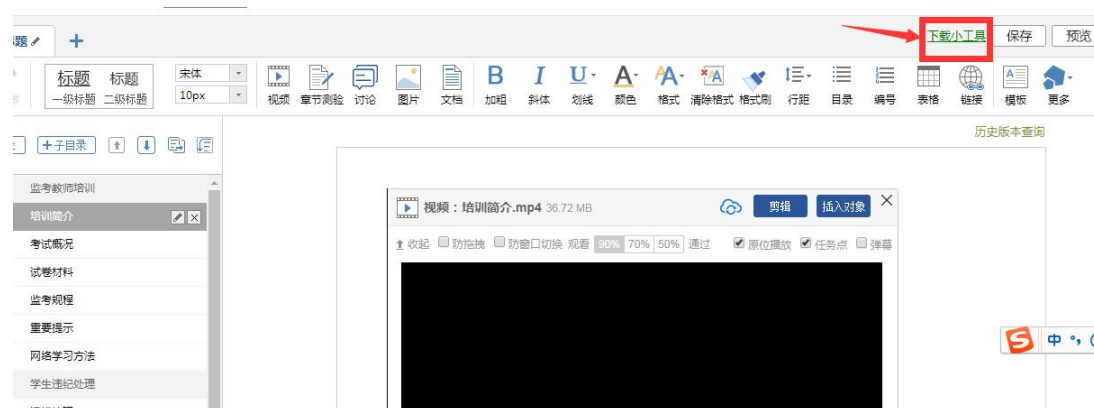 题
+
下载小工具 保存 预览
标题 标题 宋体
一级标题 二级标题 10px
B I U A AA A A
视频 章节测验 讨论 图片 文档 加粗 斜体 划线 颜色 格式 清除格式 格式刷 行距 目录 编号 表格 链接 模板 更多
历史版本查询
+子目录
监考教师培训
培训简介
考试概况
试卷材料
监考规程
重要提示
网络学习方法
学生违纪处理
视频：培训简介.mp4 36.72 MB 剪辑 插入对象
收起 防拖拽 防窗口切换 观看 90% 70% 50% 通过 原位播放 任务点 弹幕
S 中 °,